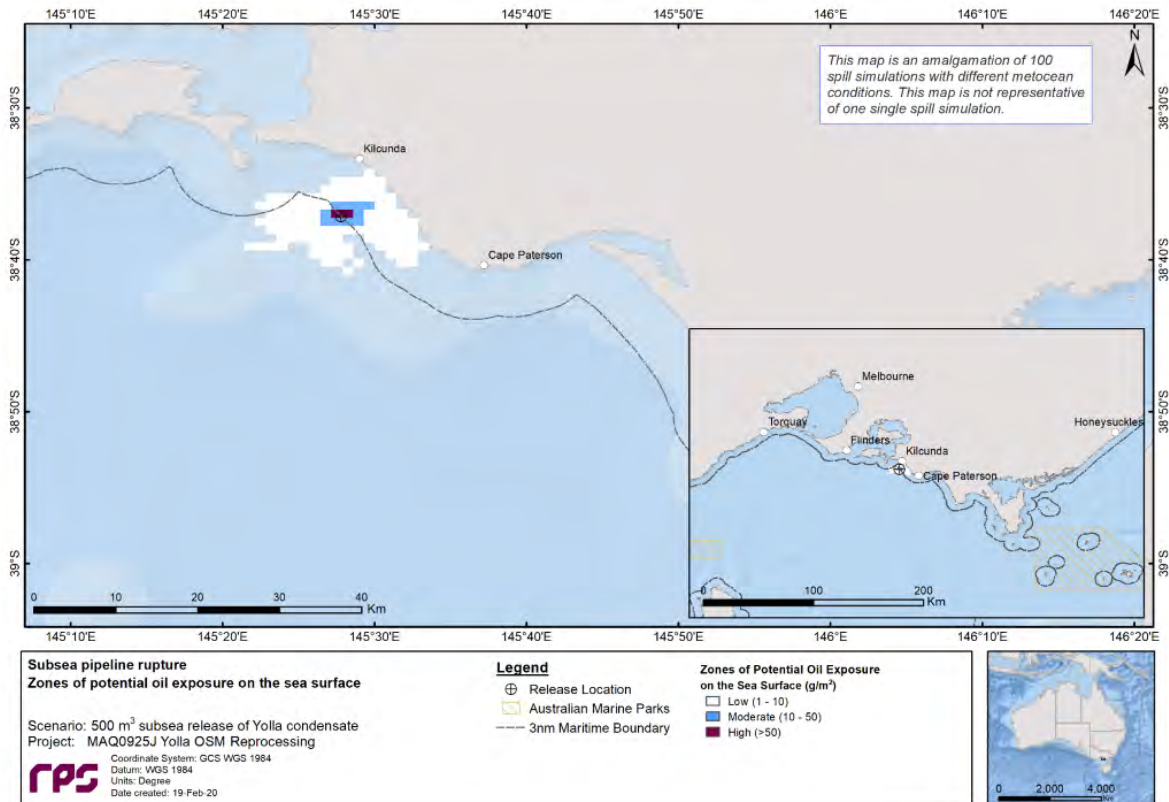 145°10'E 145°20'E 145°30'E 145°40'E 145°50'E 146°E 146°10'E 146°20'E
This map is an amalgamation of 100
spill simulations with different metocean
conditions. This map is not representative
of one single spill simulation.
N
38°30'S 38°30'S
Kilcunda
38°40'S 38°40'S
Cape Paterson
38°50'S 38°50'S
39°S 39°S
Melbourne
Torquay
Flinders
Honeysuckles
Kilcunda
Cape Paterson
0 100 200
Km
0 10 20 30 40
Km
145°10'E 145°20'E 145°30'E 145°40'E 145°50'E 146°E 146°10'E 146°20'E
Subsea pipeline rupture
Zones of potential oil exposure on the sea surface
Scenario: 500 m³ subsea release of Yolla condensate
Project: MAQ0925J Yolla OSM Reprocessing
rps
Coordinate System: GCS WGS 1984
Datum: WGS 1984
Units: Degree
Date created: 19-Feb-20
Legend
Release Location
Australian Marine Parks
3nm Maritime Boundary
Zones of Potential Oil Exposure
on the Sea Surface (g/m²)
Low (1 - 10)
Moderate (10 - 50)
High (>50)
0 2,000 4,000
Km